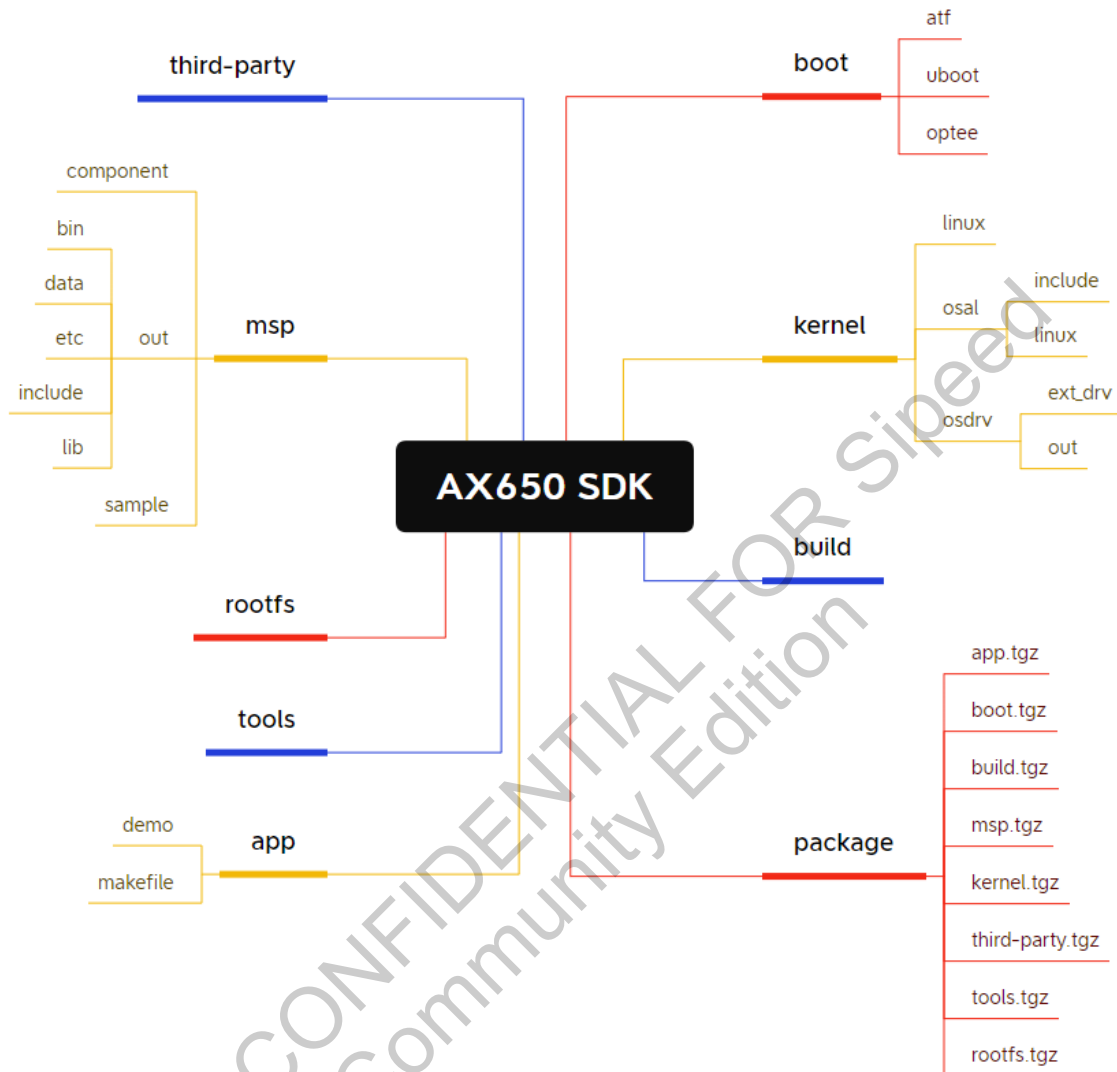 third-party
component
bin
data
etc
include
lib
out
sample
msp
rootfs
tools
demo
makefile
app
AX650 SDK
boot
atf
uboot
optee
kernel
linux
osal
include
linux
osdrv
ext_drv
out
build
package
app.tgz
boot.tgz
build.tgz
msp.tgz
kernel.tgz
third-party.tgz
tools.tgz
rootfs.tgz
CONFIDENTIAL FOR Sipeed
Community Edition